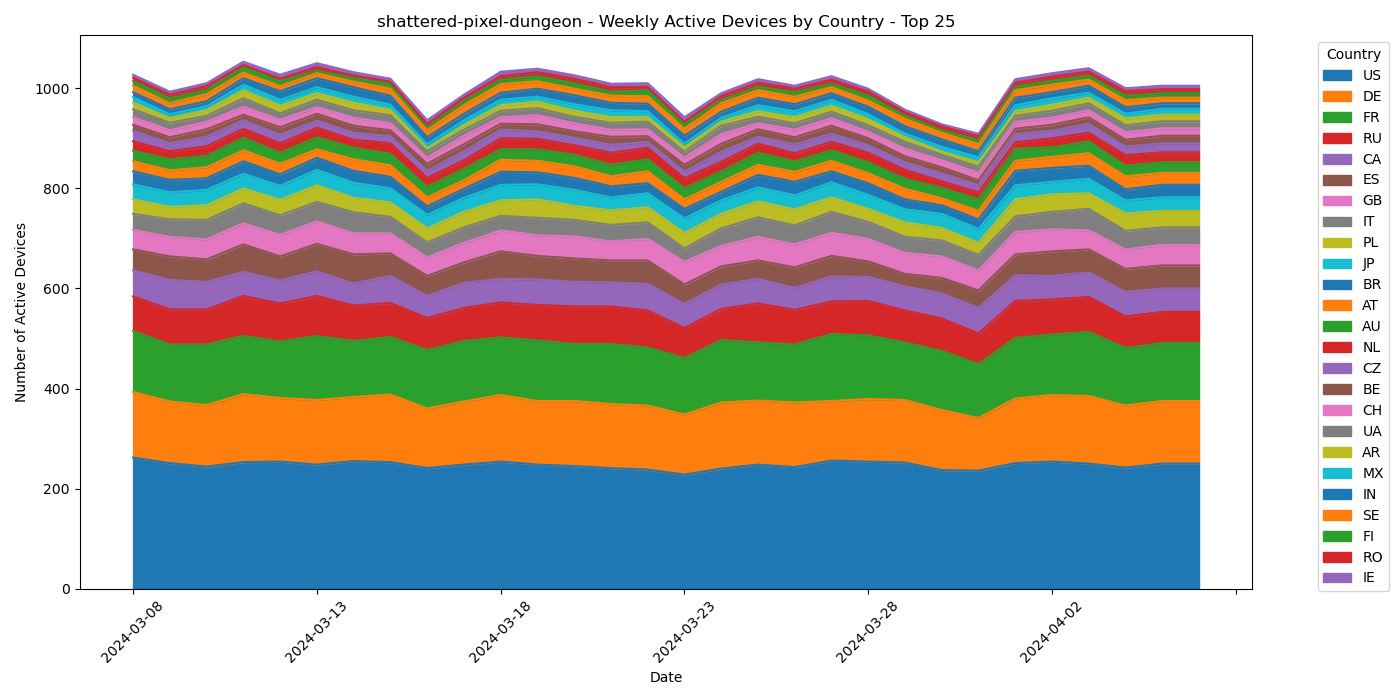 shattered-pixel-dungeon - Weekly Active Devices by Country - Top 25
Number of Active Devices
1000
800
600
400
200
0
2024-03-08
2024-03-13
2024-03-18
2024-03-23
2024-03-28
2024-04-02
Date
Country
US
DE
FR
RU
CA
ES
GB
IT
PL
JP
BR
AT
AU
NL
CZ
BE
CH
UA
AR
MX
IN
SE
FI
RO
IE